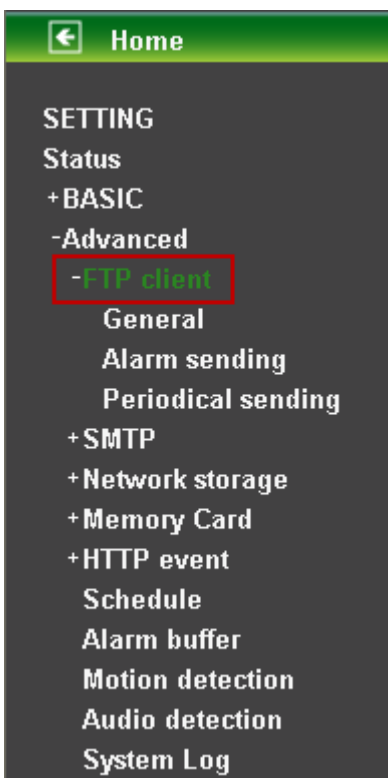 Home
SETTING
Status
+BASIC
-Advanced
-FTP client
General
Alarm sending
Periodical sending
+SMTP
+Network storage
+Memory Card
+HTTP event
Schedule
Alarm buffer
Motion detection
Audio detection
System Log